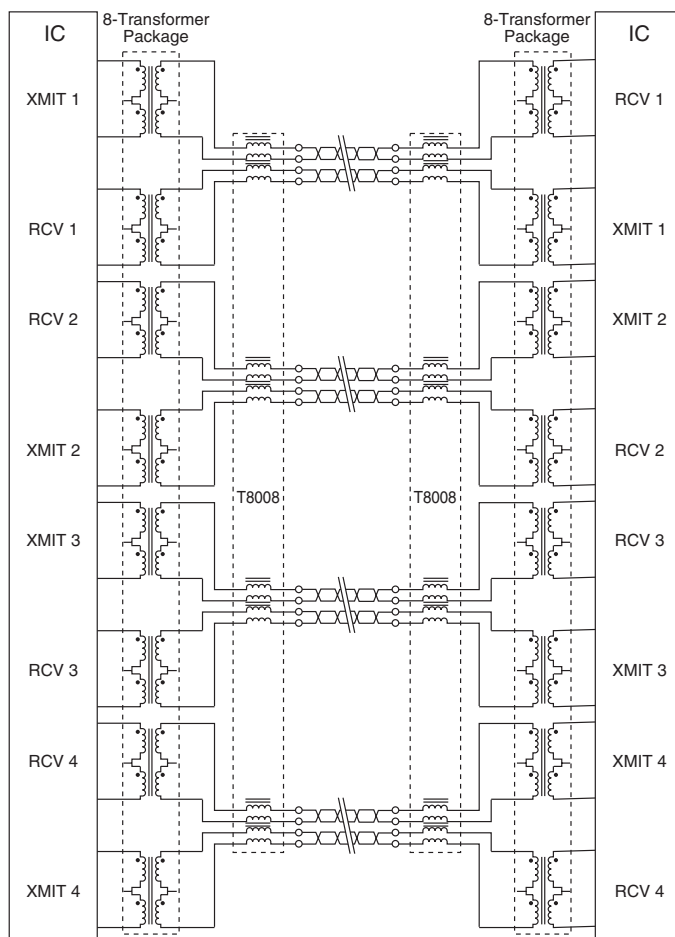 8-Transformer
Package
8-Transformer
Package
IC
IC
XMIT 1
RCV 1
RCV 1
XMIT 1
RCV 2
XMIT 2
XMIT 2
RCV 2
T8008
T8008
XMIT 3
RCV 3
RCV 3
XMIT 3
RCV 4
XMIT 4
XMIT 4
RCV 4